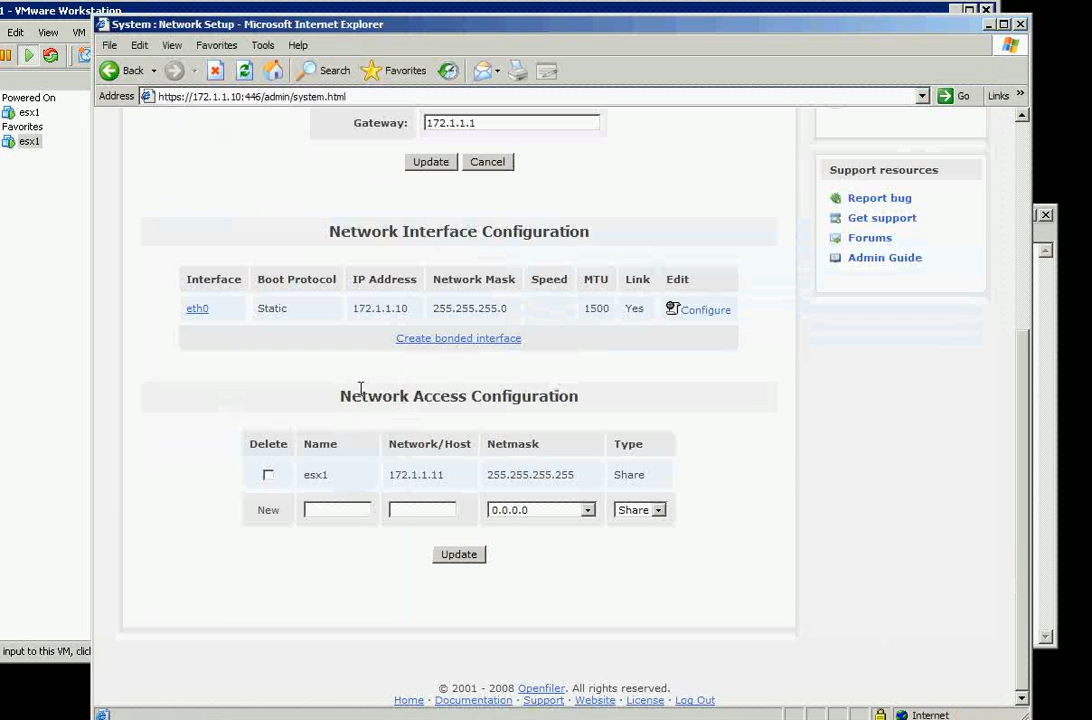 1 - VMware Workstation
System : Network Setup - Microsoft Internet Explorer
Edit View VM
File Edit View Favorites Tools Help
Back Search Favorites
Address https://172.1.1.10:446/admin/system.html Go Links »
Powered On
esx1
Favorites
esx1
Gateway: 172.1.1.1
Update Cancel
Support resources
Report bug
Get support
Forums
Admin Guide
Network Interface Configuration
Interface Boot Protocol IP Address Network Mask Speed MTU Link Edit
eth0 Static 172.1.1.10 255.255.255.0 1500 Yes Configure
Create bonded interface
Network Access Configuration
Delete Name Network/Host Netmask Type
esx1 172.1.1.11 255.255.255.255 Share
New 0.0.0.0 Share
Update
input to this VM, clic
© 2001 - 2008 Openfiler. All rights reserved.
Home · Documentation · Support · Website · License · Log Out
Internet